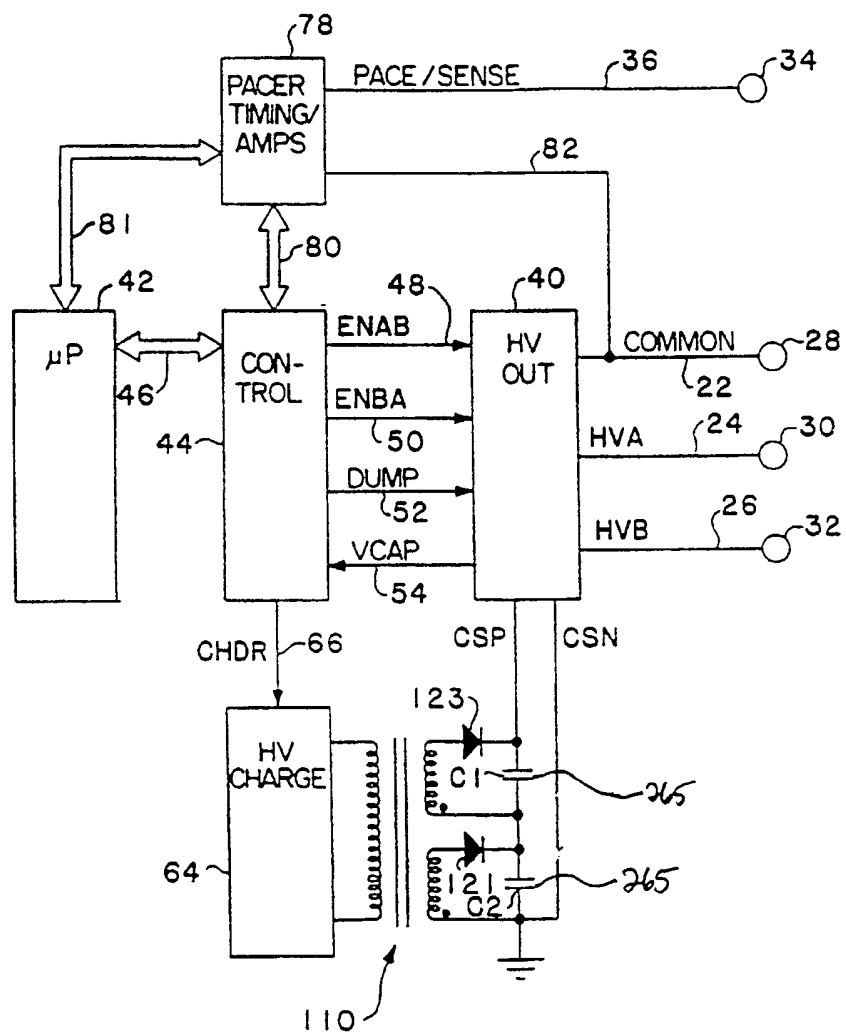 78
34
PACER
TIMING/
AMPS
PACE/SENSE
36
82
81
80
42
48
40
µP
46
CON-
TROL
44
ENAB
HV
OUT
COMMON
28
22
ENBA
50
HVA
24
30
DUMP
52
HVB
26
32
VCAP
54
CHDR
66
CSP
CSN
123
HV
CHARGE
C1
265
64
121
C2
265
110